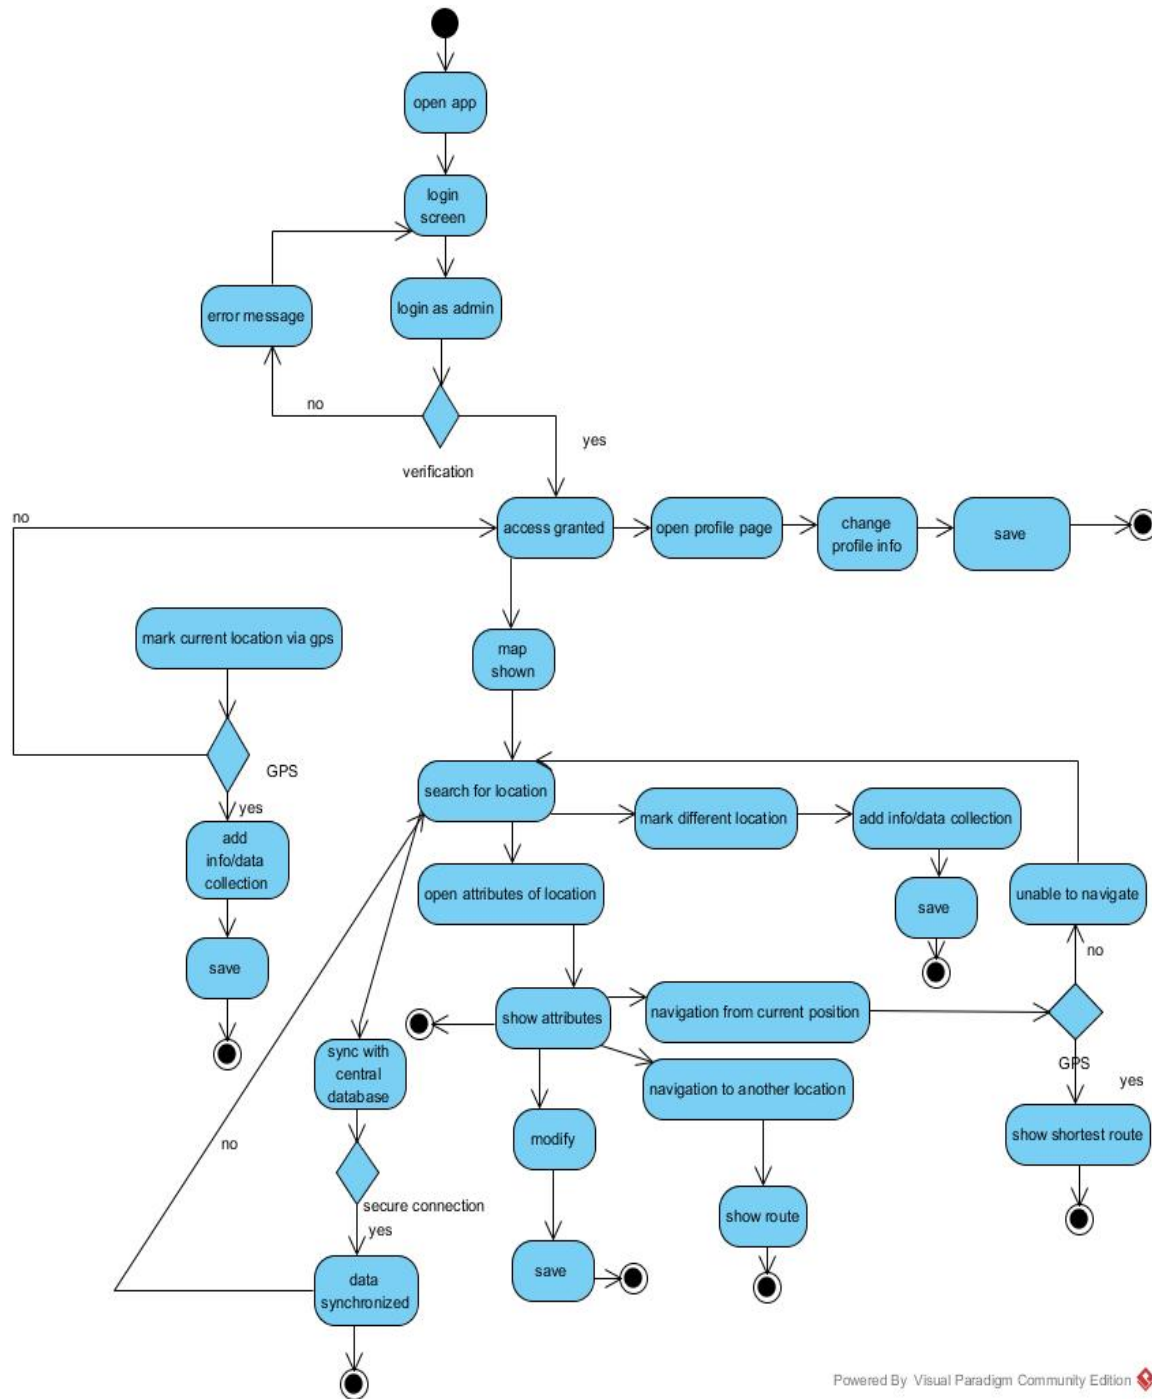 open app
login
screen
error message
login as admin
no
yes
verification
no
access granted
open profile page
change
profile info
save
mark current location via gps
map
shown
GPS
search for location
yes
mark different location
add info/data collection
add
info/data
collection
open attributes of location
save
unable to navigate
no
save
show attributes
navigation from current position
sync with
central
database
GPS
navigation to another location
yes
no
modify
show shortest route
secure connection
yes
show route
save
data
synchronized
Powered By Visual Paradigm Community Edition